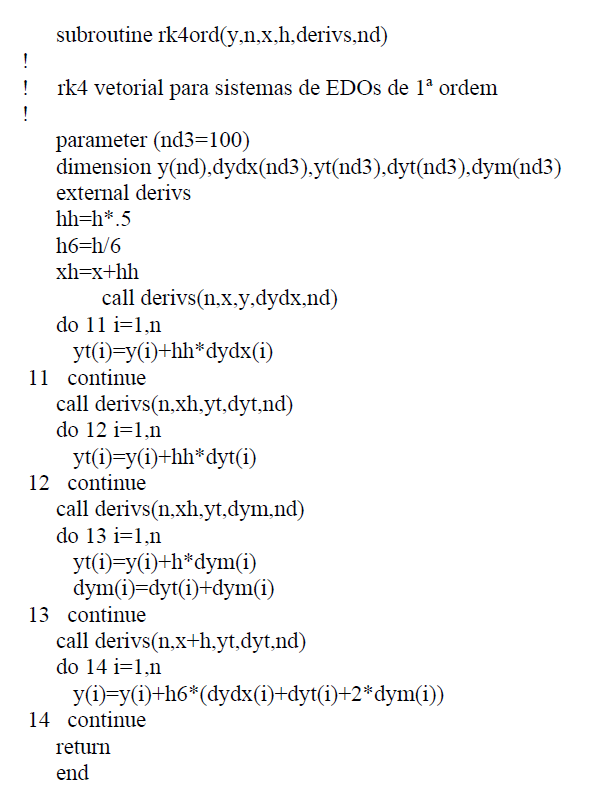 subroutine rk4ord(y,n,x,h,derivs,nd)
!
! rk4 vetorial para sistemas de EDOs de 1ª ordem
!
parameter (nd3=100)
dimension y(nd),dydx(nd3),yt(nd3),dyt(nd3),dym(nd3)
external derivs
hh=h*.5
h6=h/6
xh=x+hh
call derivs(n,x,y,dydx,nd)
do 11 i=1,n
yt(i)=y(i)+hh*dydx(i)
11 continue
call derivs(n,xh,yt,dyt,nd)
do 12 i=1,n
yt(i)=y(i)+hh*dyt(i)
12 continue
call derivs(n,xh,yt,dym,nd)
do 13 i=1,n
yt(i)=y(i)+h*dym(i)
dym(i)=dyt(i)+dym(i)
13 continue
call derivs(n,x+h,yt,dyt,nd)
do 14 i=1,n
y(i)=y(i)+h6*(dydx(i)+dyt(i)+2*dym(i))
14 continue
return
end